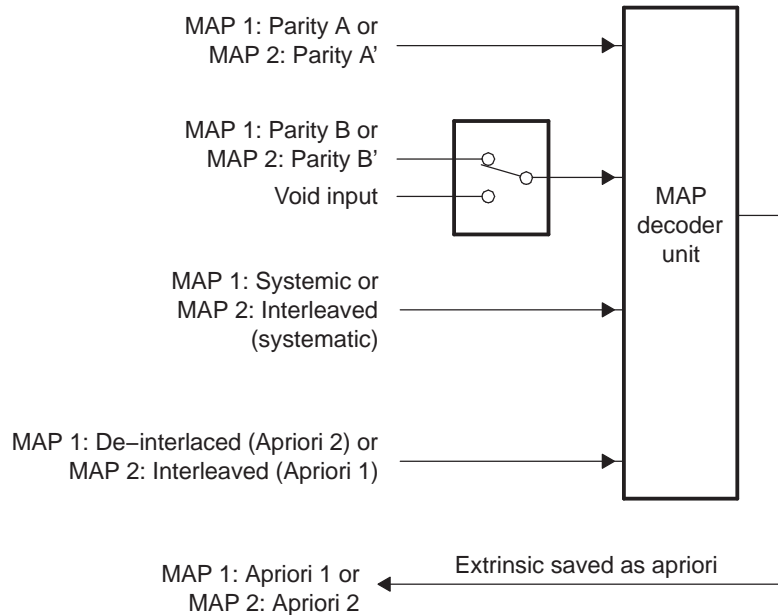 MAP 1: Parity A or
MAP 2: Parity A’
MAP 1: Parity B or
MAP 2: Parity B’
Void input
MAP
decoder
unit
MAP 1: Systemic or
MAP 2: Interleaved
(systematic)
MAP 1: De−interlaced (Apriori 2) or
MAP 2: Interleaved (Apriori 1)
Extrinsic saved as apriori
MAP 1: Apriori 1 or
MAP 2: Apriori 2